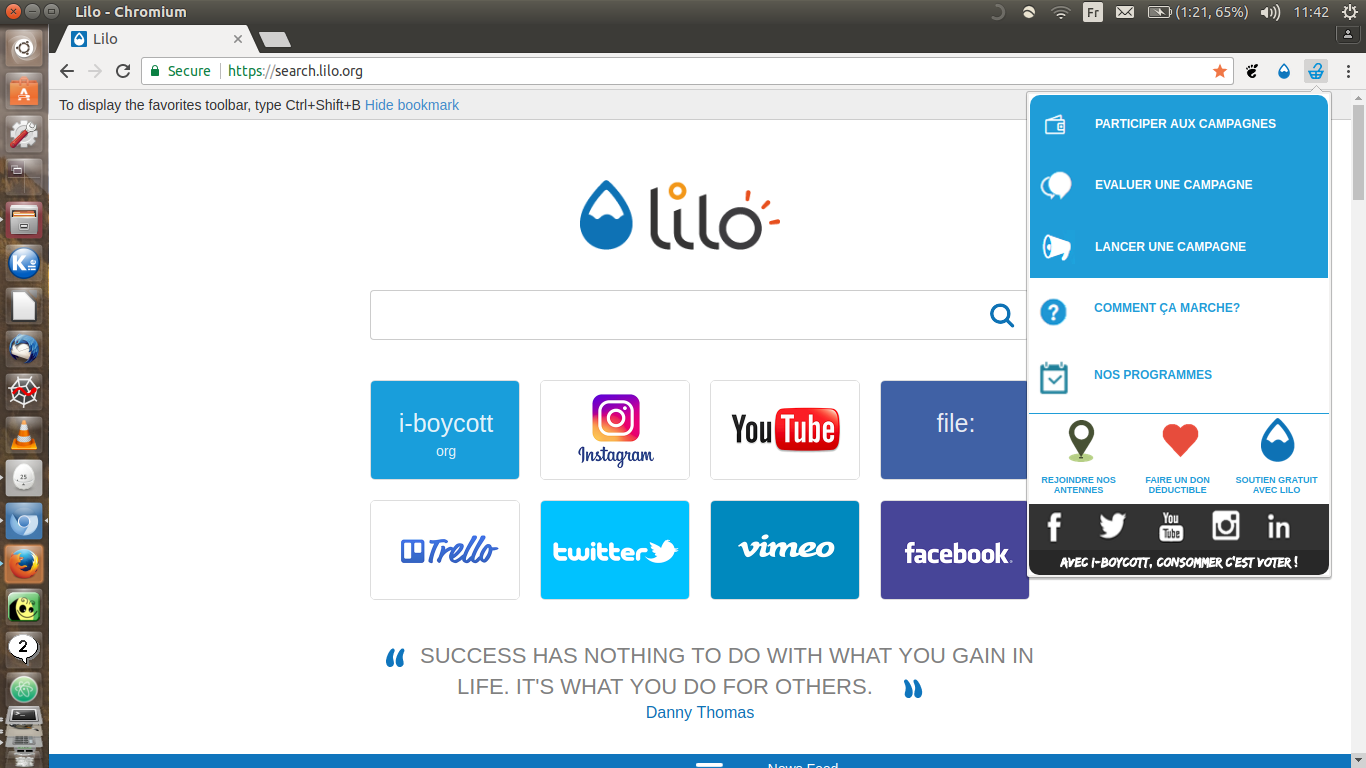 Lilo - Chromium
Fr
(1:21, 65%)
11:42
Lilo
Secure
https://search.lilo.org
To display the favorites toolbar, type Ctrl+Shift+B Hide bookmark
lilo
i-boycott
org
Instagram
You Tube
file:
Trello
twitter
vimeo
facebook.
SUCCESS HAS NOTHING TO DO WITH WHAT YOU GAIN IN
LIFE. IT'S WHAT YOU DO FOR OTHERS.
Danny Thomas
PARTICIPER AUX CAMPAGNES
EVALUER UNE CAMPAGNE
LANCER UNE CAMPAGNE
COMMENT ÇA MARCHE?
NOS PROGRAMMES
REJOINDRE NOS
ANTENNES
FAIRE UN DON
DÉDUCTIBLE
SOUTIEN GRATUIT
AVEC LILO
You
Tube
in
AVEC I-BOYCOTT, CONSOMMER C'EST VOTER !
News Feed
K ile
25
2